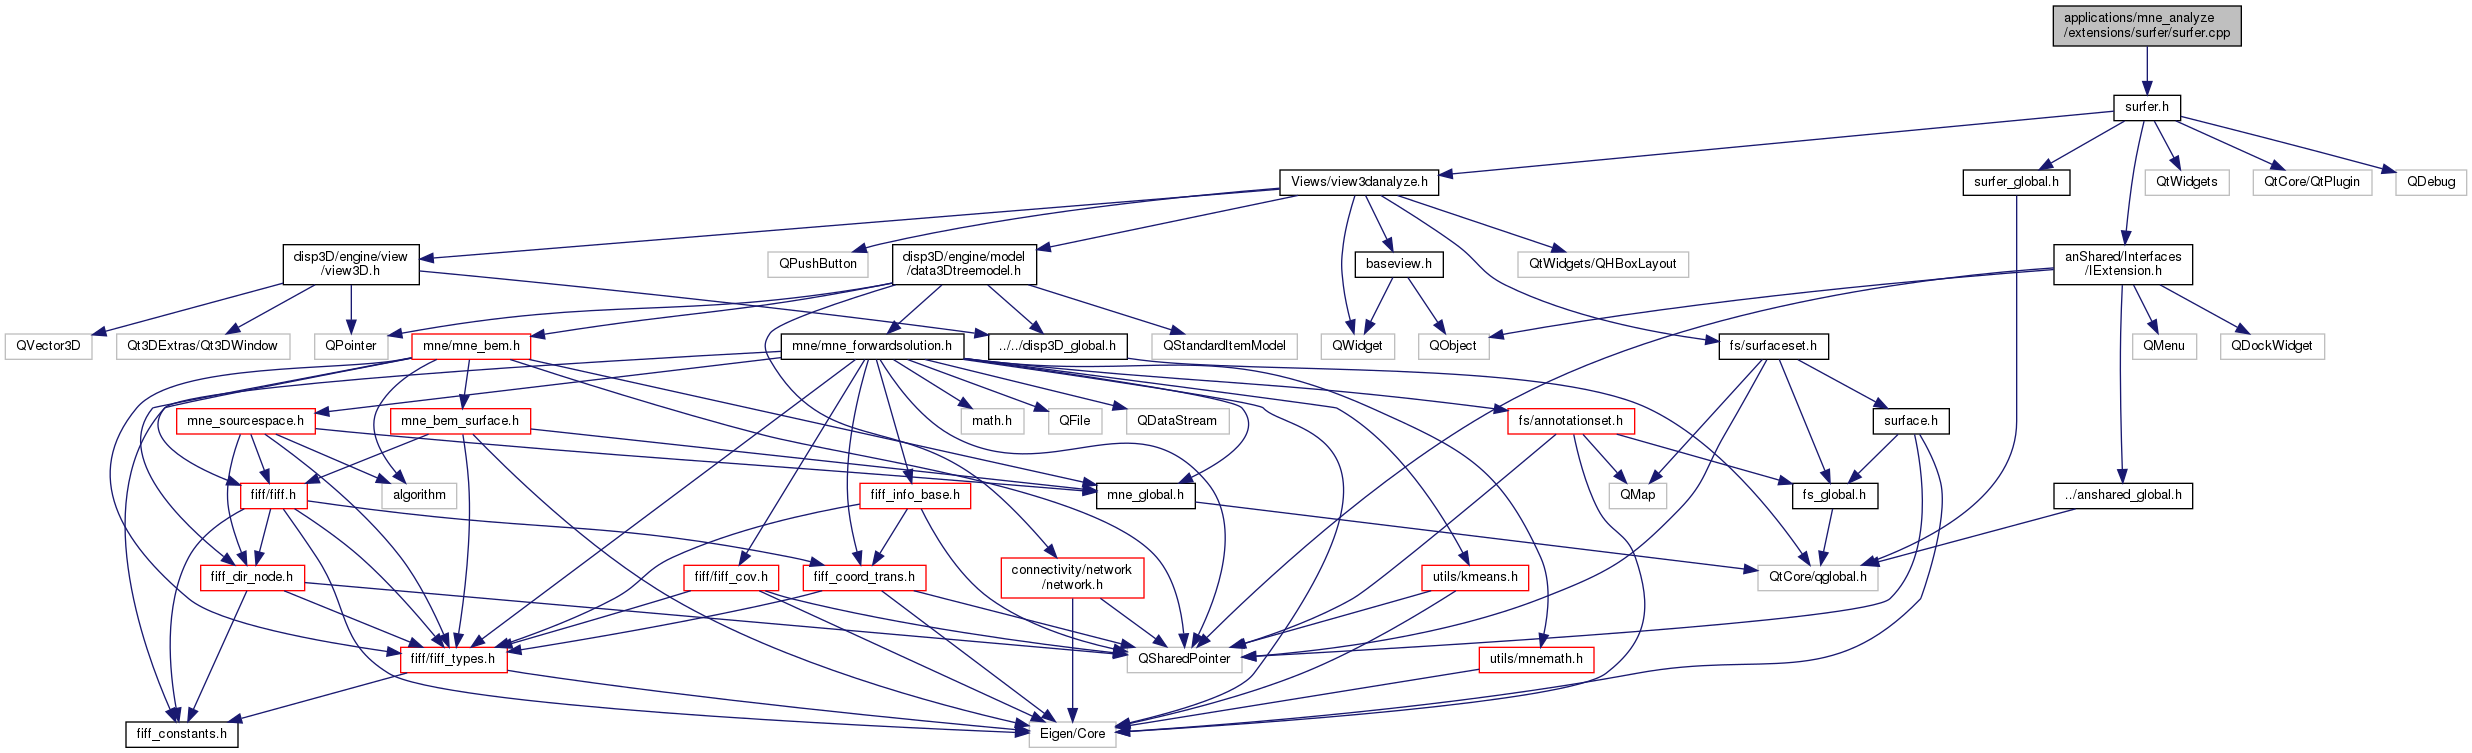 applications/mne_analyze
/extensions/surfer/surfer.cpp
surfer.h
Views/view3danalyze.h
surfer_global.h
QtWidgets
QtCore/QtPlugin
QDebug
disp3D/engine/view
/view3D.h
QPushButton
disp3D/engine/model
/data3Dtreemodel.h
baseview.h
QtWidgets/QHBoxLayout
anShared/Interfaces
/IExtension.h
QVector3D
Qt3DExtras/Qt3DWindow
QPointer
mne/mne_bem.h
mne/mne_forwardsolution.h
../../disp3D_global.h
QStandardItemModel
QWidget
QObject
fs/surfaceset.h
QMenu
QDockWidget
mne_sourcespace.h
mne_bem_surface.h
math.h
QFile
QDataStream
fs/annotationset.h
surface.h
fiff/fiff.h
algorithm
fiff_info_base.h
mne_global.h
QMap
fs_global.h
../anshared_global.h
fiff_dir_node.h
fiff/fiff_cov.h
fiff_coord_trans.h
connectivity/network
/network.h
utils/kmeans.h
QtCore/qglobal.h
fiff/fiff_types.h
QSharedPointer
utils/mnemath.h
fiff_constants.h
Eigen/Core